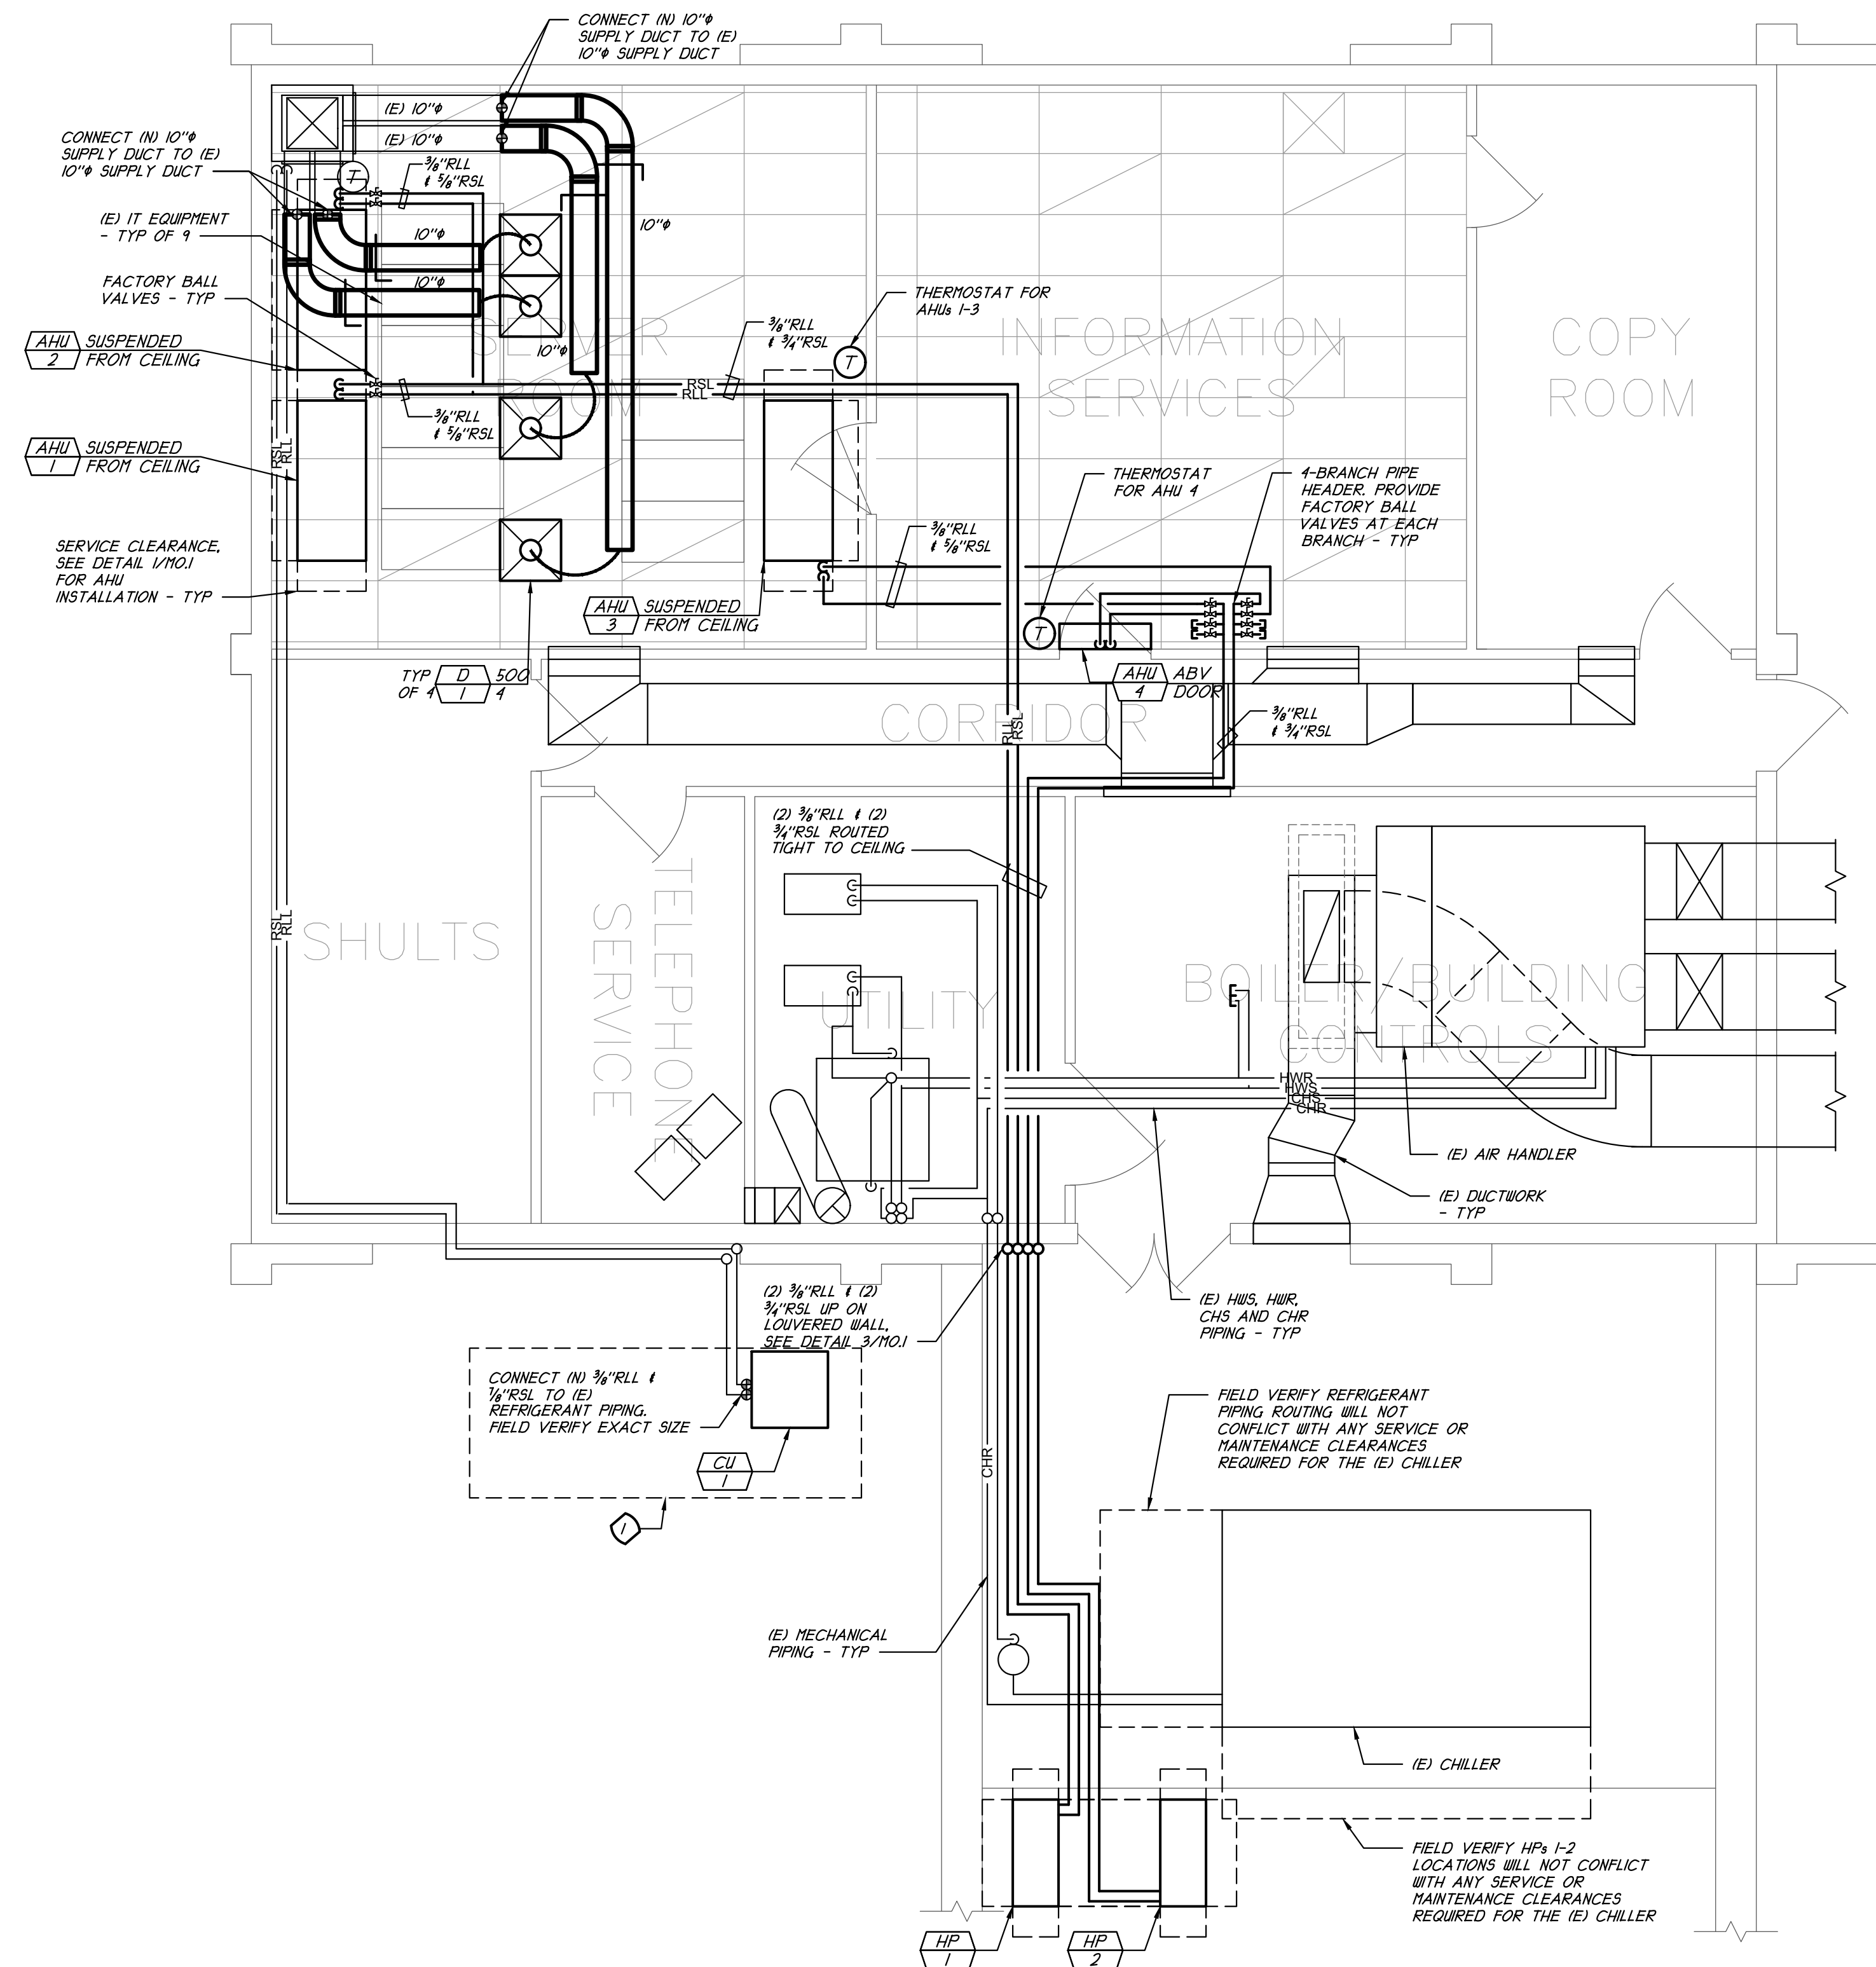 CONNECT (N) 10"ϕ
SUPPLY DUCT TO (E)
10"ϕ SUPPLY DUCT
(E) 10"ϕ
(E) 10"ϕ
CONNECT (N) 10"ϕ
SUPPLY DUCT TO (E)
10"ϕ SUPPLY DUCT
3/8"RLL
& 5/8"RSL
T
(E) IT EQUIPMENT
- TYP OF 9
10"ϕ
10"ϕ
10"ϕ
FACTORY BALL
VALVES - TYP
THERMOSTAT FOR
AHUs 1-3
3/8"RLL
& 3/4"RSL
T
SERVER
ROOM
10"ϕ
INFORMATION
SERVICES
COPY
ROOM
AHU
2
SUSPENDED
FROM CEILING
RSL
RLL
3/8"RLL
& 5/8"RSL
AHU
1
SUSPENDED
FROM CEILING
RSL
RLL
THERMOSTAT
FOR AHU 4
4-BRANCH PIPE
HEADER. PROVIDE
FACTORY BALL
VALVES AT EACH
BRANCH - TYP
3/8"RLL
& 5/8"RSL
SERVICE CLEARANCE,
SEE DETAIL 1/M0.1
FOR AHU
INSTALLATION - TYP
AHU
3
SUSPENDED
FROM CEILING
T
TYP
OF 4
D
1
500
4
AHU
4
ABV
DOOR
CORRIDOR
RLL
RSL
3/8"RLL
& 3/4"RSL
(2) 3/8"RLL & (2)
3/4"RSL ROUTED
TIGHT TO CEILING
RSL
RLL
SHULTS
TELEPHONE
SERVICE
UTILITY
BOILER/BUILDING
CONTROLS
HWR
HWS
CHS
CHR
(E) AIR HANDLER
(E) DUCTWORK
- TYP
(2) 3/8"RLL & (2)
3/4"RSL UP ON
LOUVERED WALL,
SEE DETAIL 3/M0.1
(E) HWS, HWR,
CHS AND CHR
PIPING - TYP
CONNECT (N) 3/8"RLL &
7/8"RSL TO (E)
REFRIGERANT PIPING.
FIELD VERIFY EXACT SIZE
CU
1
1
CHR
FIELD VERIFY REFRIGERANT
PIPING ROUTING WILL NOT
CONFLICT WITH ANY SERVICE OR
MAINTENANCE CLEARANCES
REQUIRED FOR THE (E) CHILLER
(E) MECHANICAL
PIPING - TYP
(E) CHILLER
FIELD VERIFY HPs 1-2
LOCATIONS WILL NOT CONFLICT
WITH ANY SERVICE OR
MAINTENANCE CLEARANCES
REQUIRED FOR THE (E) CHILLER
HP
1
HP
2